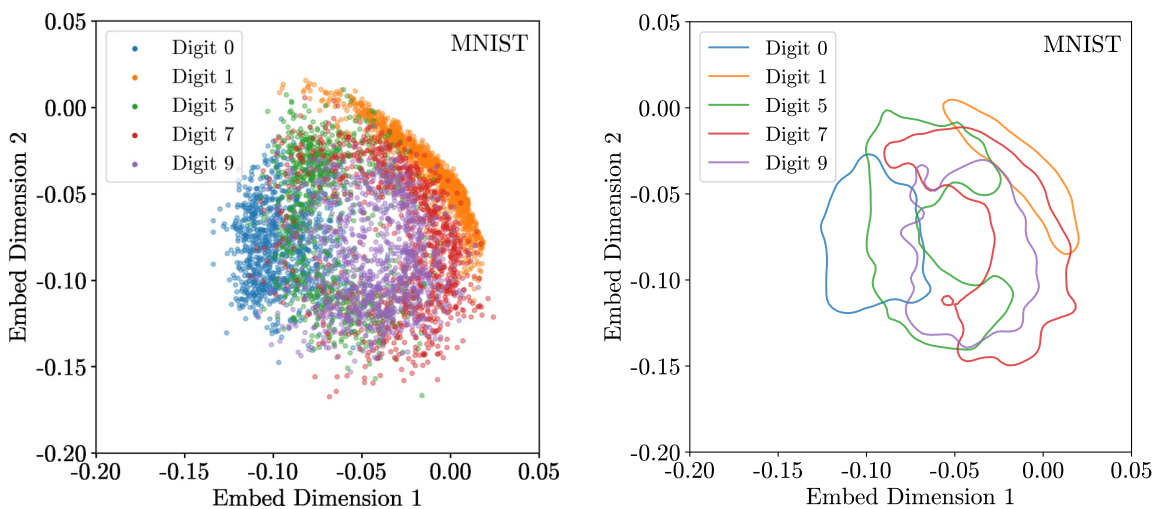 0.05
0.00
-0.05
-0.10
-0.15
-0.20
Embed Dimension 2
Digit 0
Digit 1
Digit 5
Digit 7
Digit 9
MNIST
-0.20 -0.15 -0.10 -0.05 0.00 0.05
Embed Dimension 1
0.05
0.00
-0.05
-0.10
-0.15
-0.20
Embed Dimension 2
Digit 0
Digit 1
Digit 5
Digit 7
Digit 9
MNIST
-0.20 -0.15 -0.10 -0.05 0.00 0.05
Embed Dimension 1